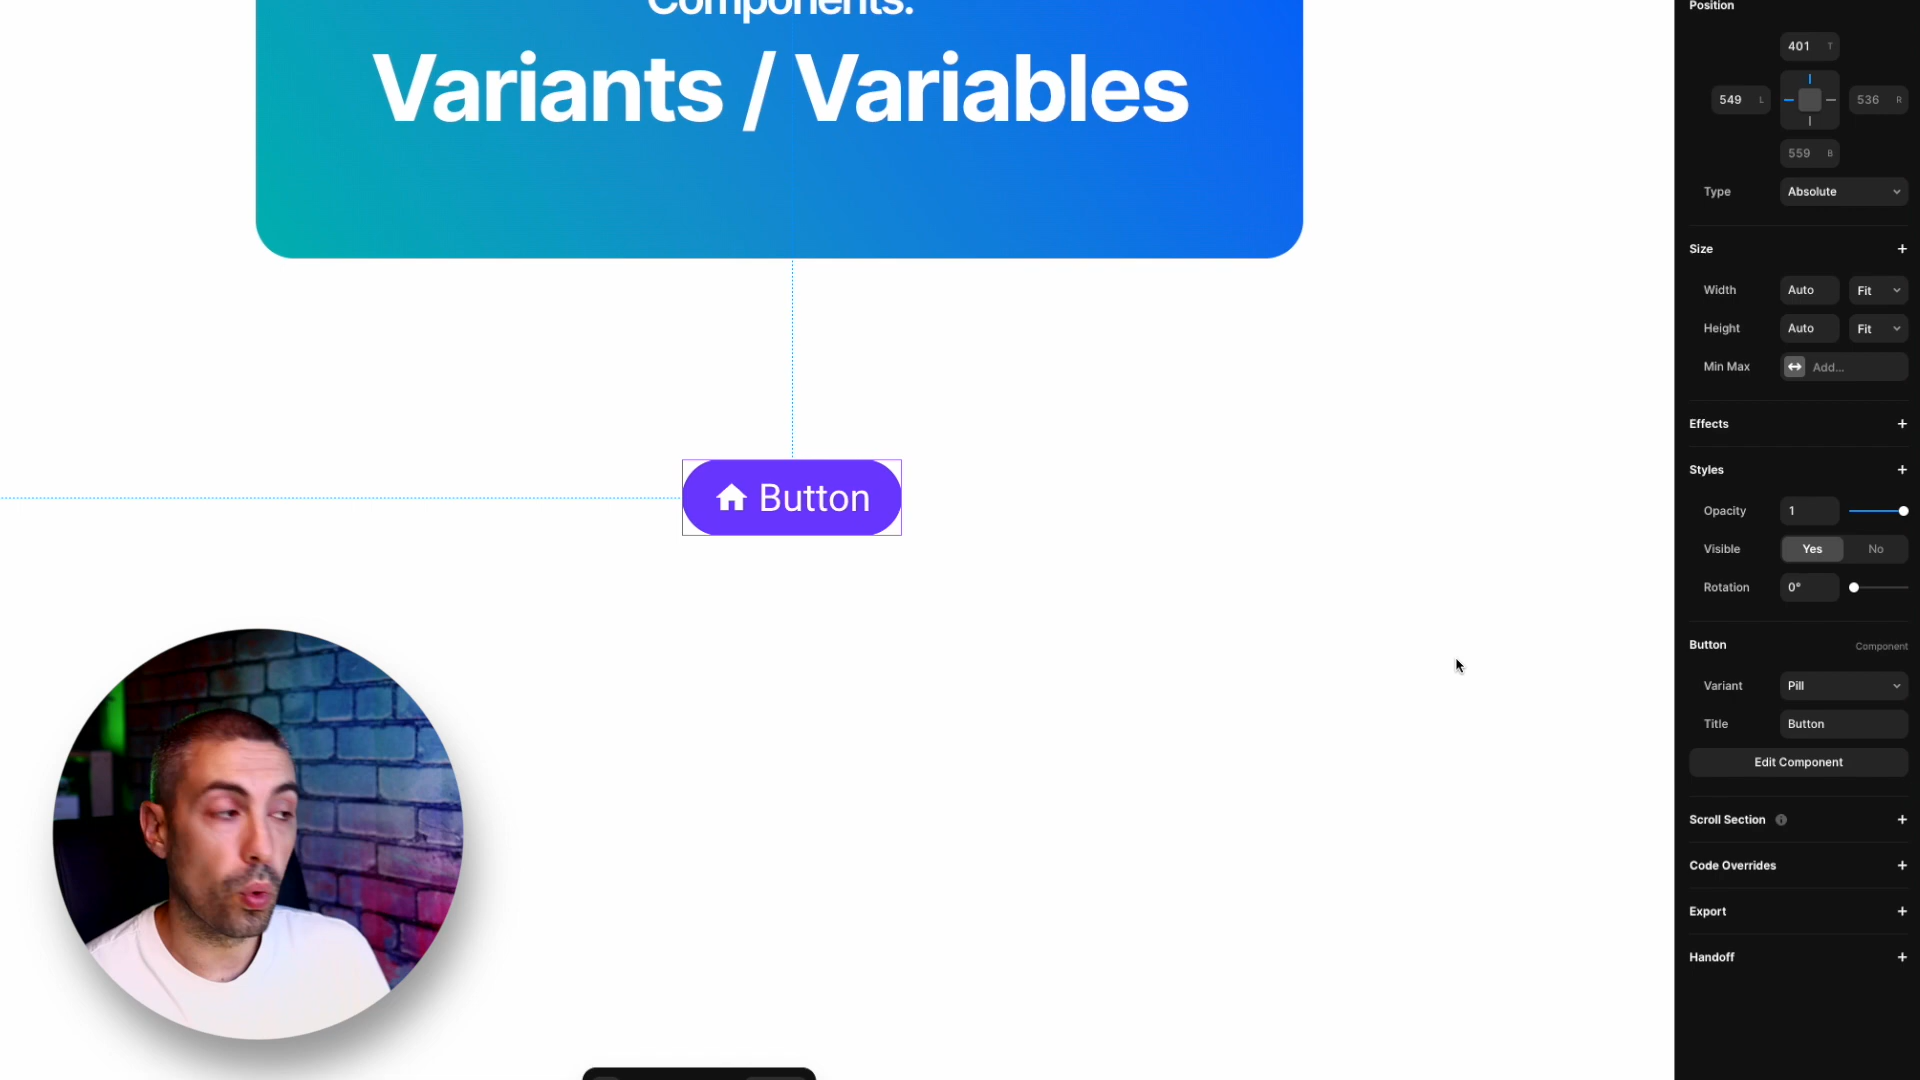 Components:
Variants / Variables
Button
Position
401 T
549 L
536 R
559 B
Type Absolute
Size
Width Auto Fit
Height Auto Fit
Min Max Add...
Effects
Styles
Opacity 1
Visible Yes No
Rotation 0°
Button Component
Variant Pill
Title Button
Edit Component
Scroll Section
Code Overrides
Export
Handoff